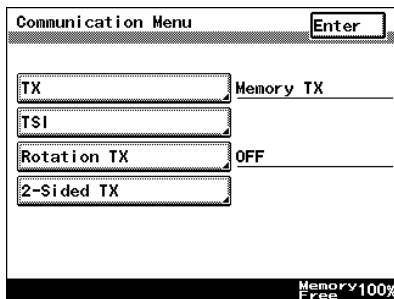 Communication Menu Enter
TX Memory TX
TSI
Rotation TX OFF
2-Sided TX
Memory Free 100%